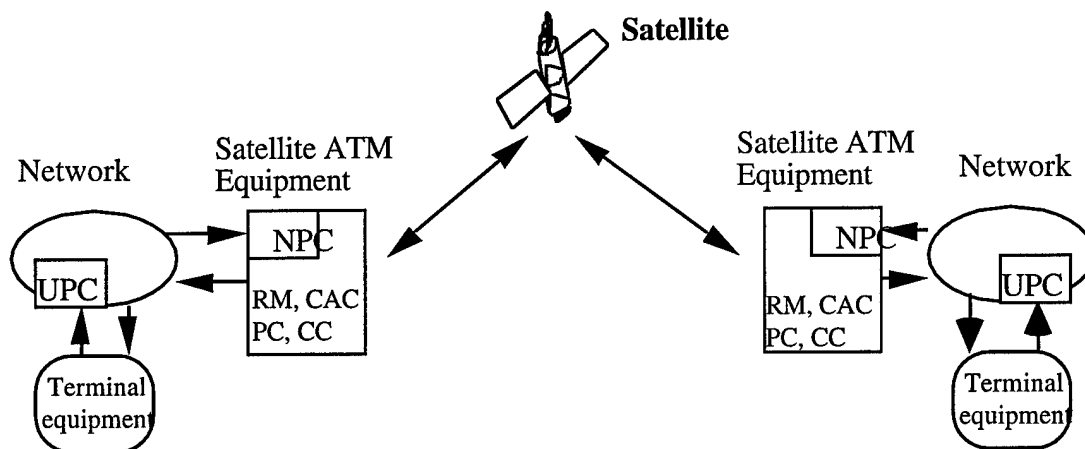 Satellite
Satellite ATM
Equipment
Network
NPC
UPC
RM, CAC
PC, CC
Terminal
equipment
Satellite ATM
Equipment
Network
NPC
UPC
RM, CAC
PC, CC
Terminal
equipment